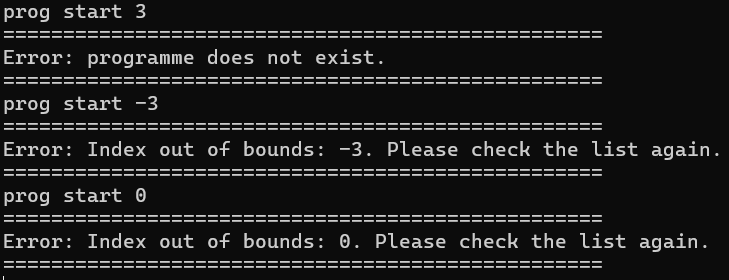 prog start 3
==================================================
Error: programme does not exist.
==================================================
prog start -3
==================================================
Error: Index out of bounds: -3. Please check the list again.
==================================================
prog start 0
==================================================
Error: Index out of bounds: 0. Please check the list again.
==================================================